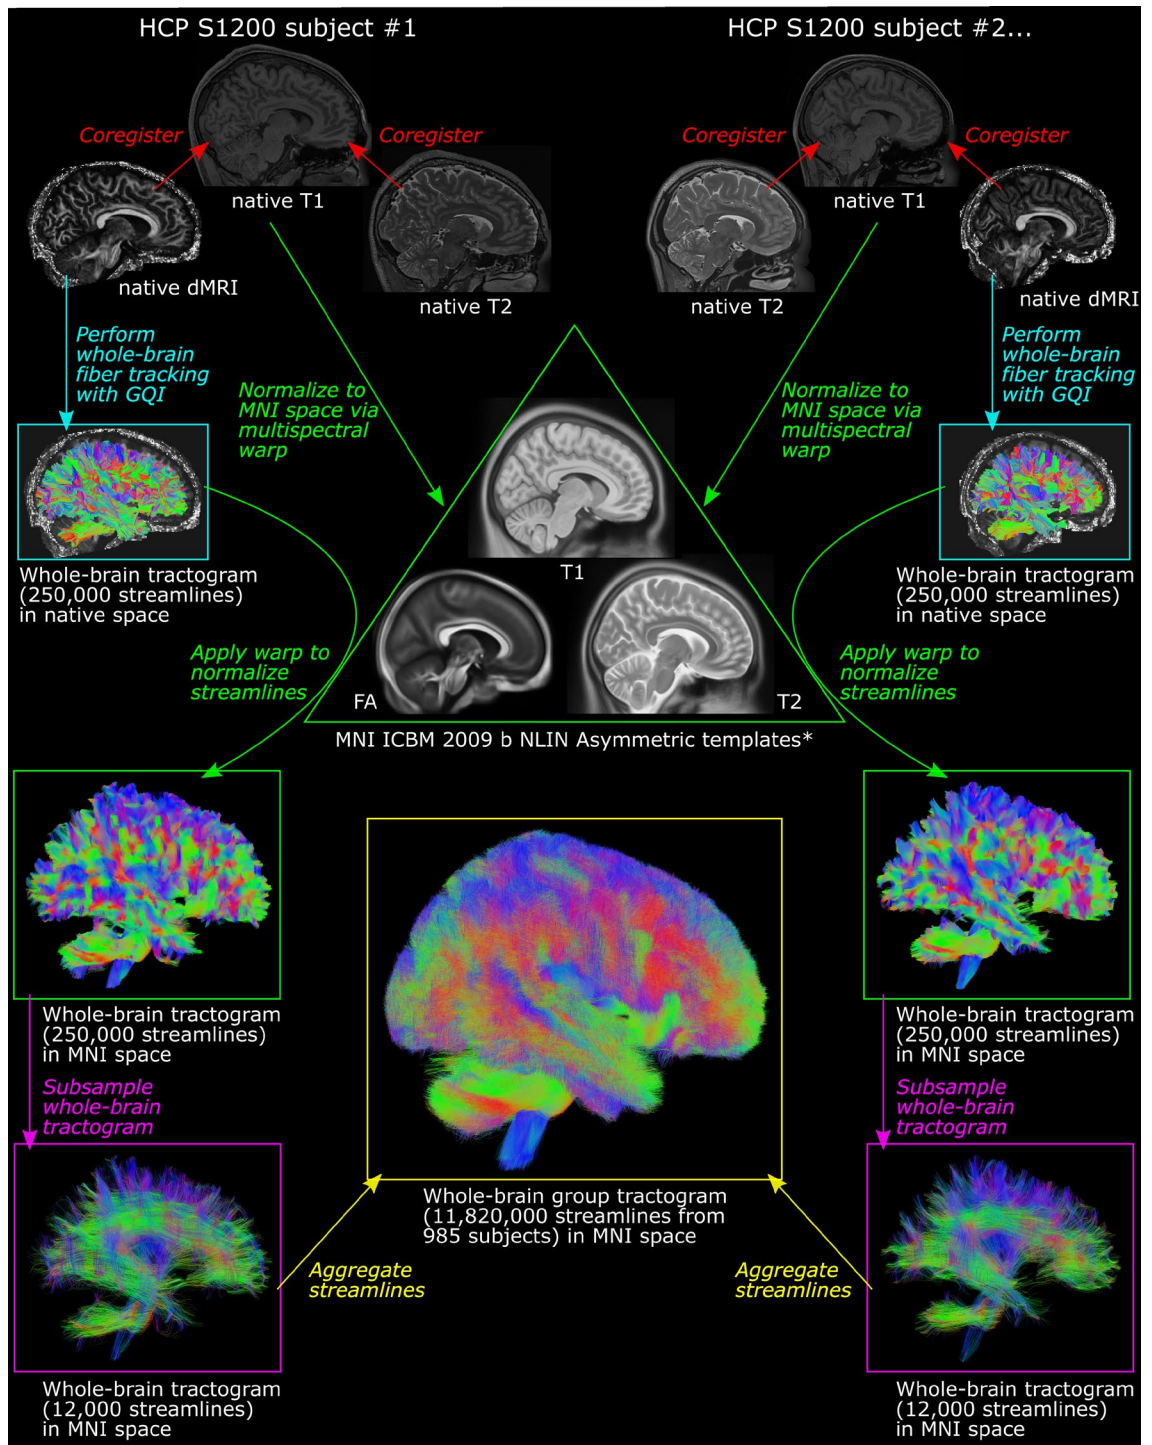 HCP S1200 subject #1
HCP S1200 subject #2...
Coregister
Coregister
Coregister
Coregister
native T1
native T1
native dMRI
native T2
native T2
native dMRI
Perform
whole-brain
fiber tracking
with GQI
Perform
whole-brain
fiber tracking
with GQI
Normalize to
MNI space via
multispectral
warp
Normalize to
MNI space via
multispectral
warp
T1
Whole-brain tractogram
(250,000 streamlines)
in native space
Whole-brain tractogram
(250,000 streamlines)
in native space
Apply warp to
normalize
streamlines
Apply warp to
normalize
streamlines
FA
T2
MNI ICBM 2009 b NLIN Asymmetric templates*
Whole-brain tractogram
(250,000 streamlines)
in MNI space
Whole-brain tractogram
(250,000 streamlines)
in MNI space
Subsample
whole-brain
tractogram
Subsample
whole-brain
tractogram
Whole-brain group tractogram
(11,820,000 streamlines from
985 subjects) in MNI space
Aggregate
streamlines
Aggregate
streamlines
Whole-brain tractogram
(12,000 streamlines)
in MNI space
Whole-brain tractogram
(12,000 streamlines)
in MNI space